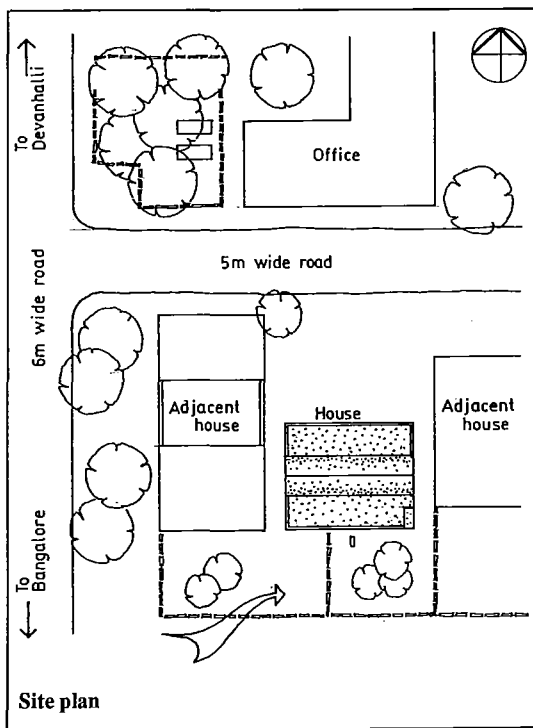 To
Devanhalli
Office
5m wide road
6m wide road
Adjacent
house
House
Adjacent
house
To
Bangalore
Site plan